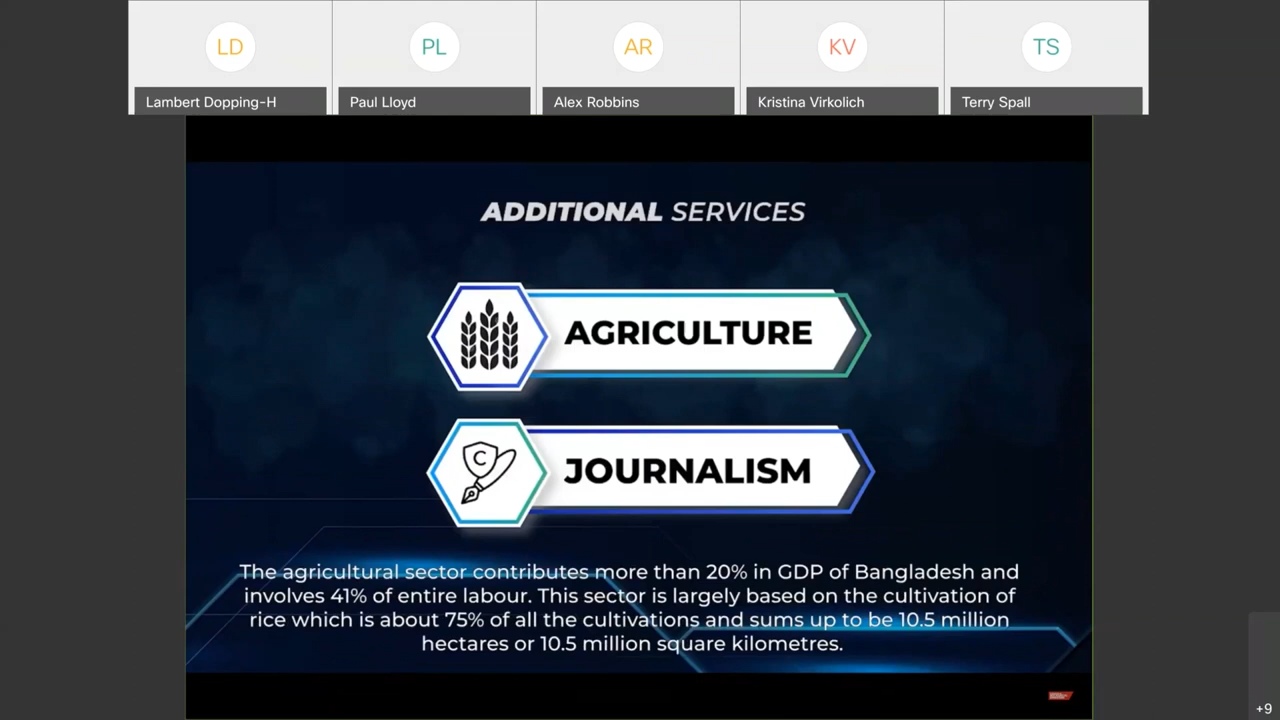 LD
PL
AR
KV
TS
Lambert Dopping-H
Paul Lloyd
Alex Robbins
Kristina Virkolich
Terry Spall
ADDITIONAL SERVICES
AGRICULTURE
C
JOURNALISM
The agricultural sector contributes more than 20% in GDP of Bangladesh and
involves 41% of entire labour. This sector is largely based on the cultivation of
rice which is about 75% of all the cultivations and sums up to be 10.5 million
hectares or 10.5 million square kilometres.
+9